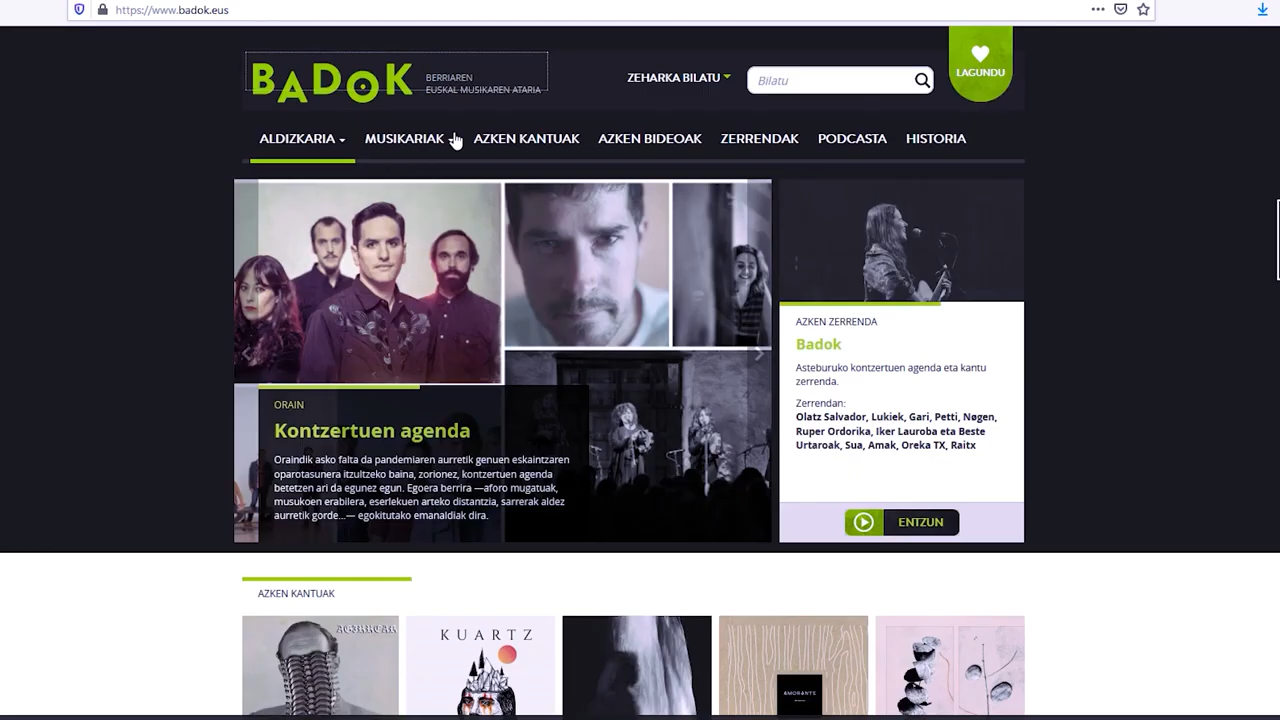 https://www.badok.eus
BADOK
BERRIAREN
EUSKAL MUSIKAREN ATARIA
ZEHARKA BILATU
Bilatu
LAGUNDU
ALDIZKARIA
MUSIKARIAK
AZKEN KANTUAK
AZKEN BIDEOAK
ZERRENDAK
PODCASTA
HISTORIA
ORAIN
Kontzertuen agenda
Oraindik asko falta da pandemiaren aurretik genuen eskaintzaren
oparotasunera itzultzeko baina, zorionez, kontzertuen agenda
betetzen ari da egunez egun. Egoera berrira —aforo mugatuak,
musukoen erabilera, eserlekuen arteko distantzia, sarrerak aldez
aurretik gorde...— egokitutako emanaldiak dira.
AZKEN ZERRENDA
Badok
Asteburuko kontzertuen agenda eta kantu
zerrenda.
Zerrendan:
Olatz Salvador, Lukiek, Gari, Petti, Nøgen,
Ruper Ordorika, Iker Lauroba eta Beste
Urtaroak, Sua, Amak, Oreka TX, Raitx
ENTZUN
AZKEN KANTUAK
KUARTZ
AMORANTE